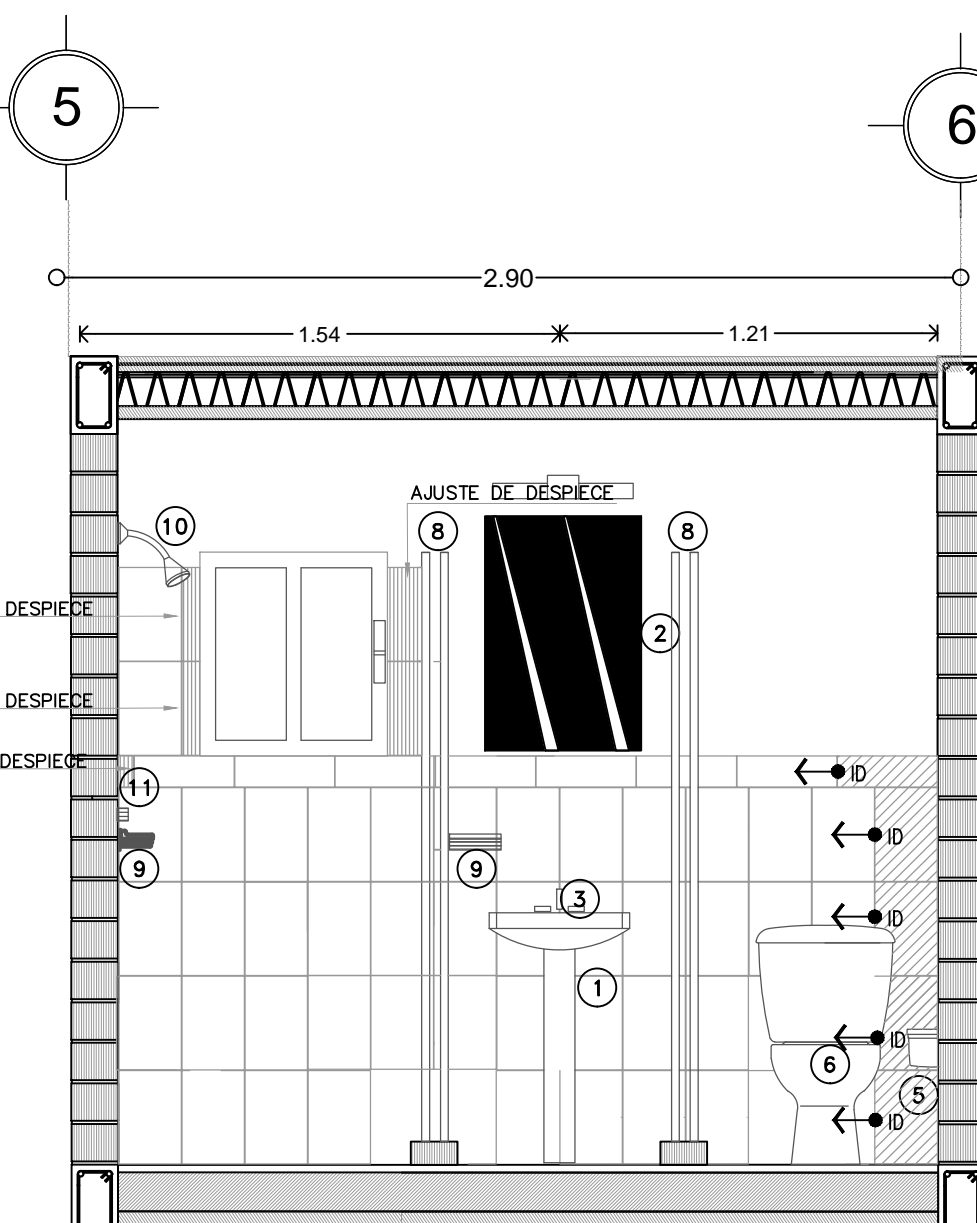 5
6
2.90
1.54
1.21
AJUSTE DE DESPIECE
10
8
8
DESPIECE
2
DESPIECE
DESPIECE
ID
11
ID
9
9
3
ID
1
ID
6
5
ID